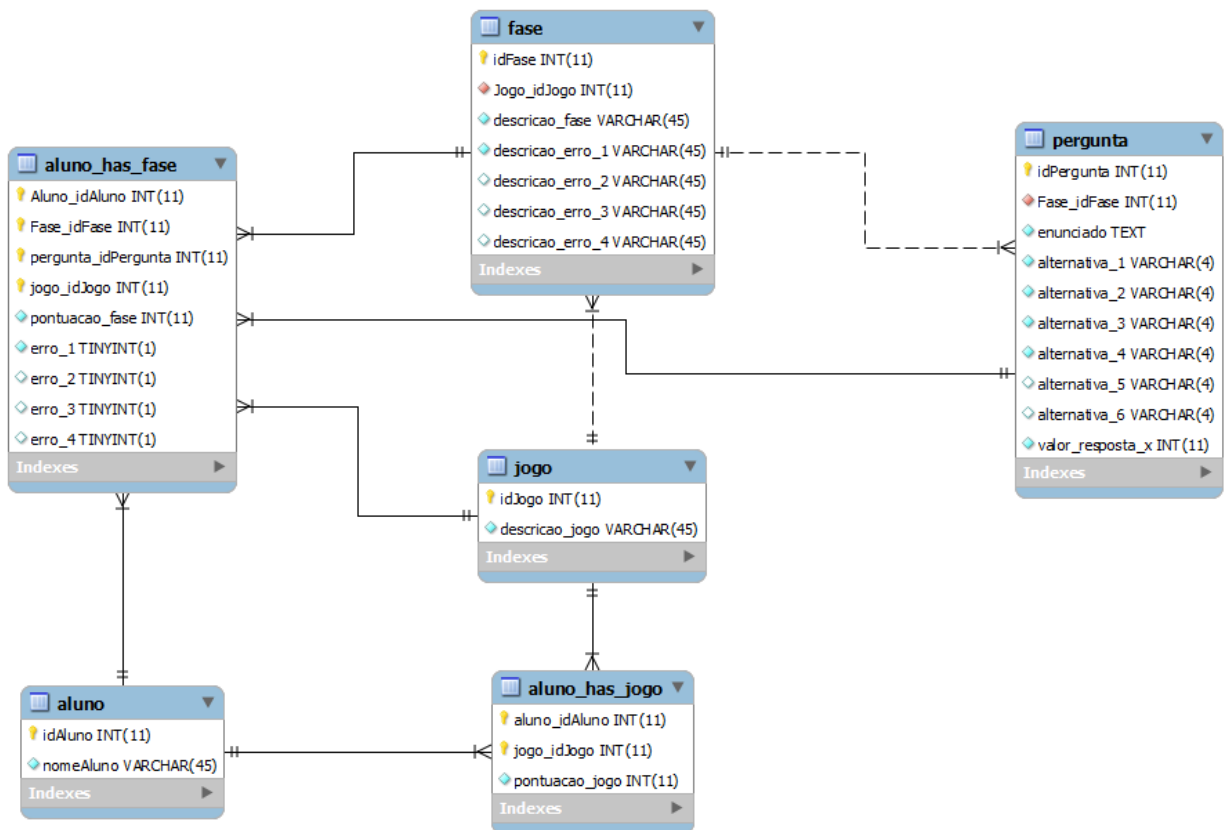 fase
idFase INT(11)
Jogo_idJogo INT(11)
descricao_fase VARCHAR(45)
descricao_erro_1 VARCHAR(45)
descricao_erro_2 VARCHAR(45)
descricao_erro_3 VARCHAR(45)
descricao_erro_4 VARCHAR(45)
Indexes
aluno_has_fase
Aluno_idAluno INT(11)
Fase_idFase INT(11)
pergunta_idPergunta INT(11)
jogo_idJogo INT(11)
pontuacao_fase INT(11)
erro_1 TINYINT(1)
erro_2 TINYINT(1)
erro_3 TINYINT(1)
erro_4 TINYINT(1)
Indexes
pergunta
idPergunta INT(11)
Fase_idFase INT(11)
enunciado TEXT
alternativa_1 VARCHAR(4)
alternativa_2 VARCHAR(4)
alternativa_3 VARCHAR(4)
alternativa_4 VARCHAR(4)
alternativa_5 VARCHAR(4)
alternativa_6 VARCHAR(4)
valor_resposta_x INT(11)
Indexes
jogo
idJogo INT(11)
descricao_jogo VARCHAR(45)
Indexes
aluno
idAluno INT(11)
nomeAluno VARCHAR(45)
Indexes
aluno_has_jogo
aluno_idAluno INT(11)
jogo_idJogo INT(11)
pontuacao_jogo INT(11)
Indexes